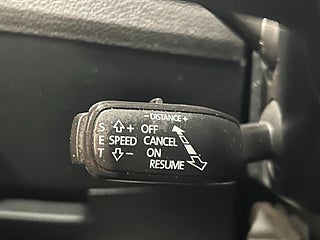 - DISTANCE +
S ⇧+ OFF
E SPEED CANCEL
T ⇩- ON
RESUME